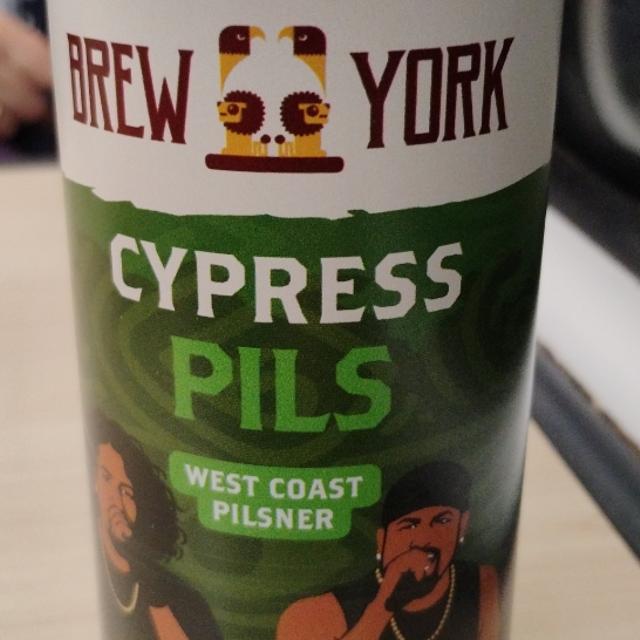 BREW YORK
CYPRESS
PILS
WEST COAST
PILSNER